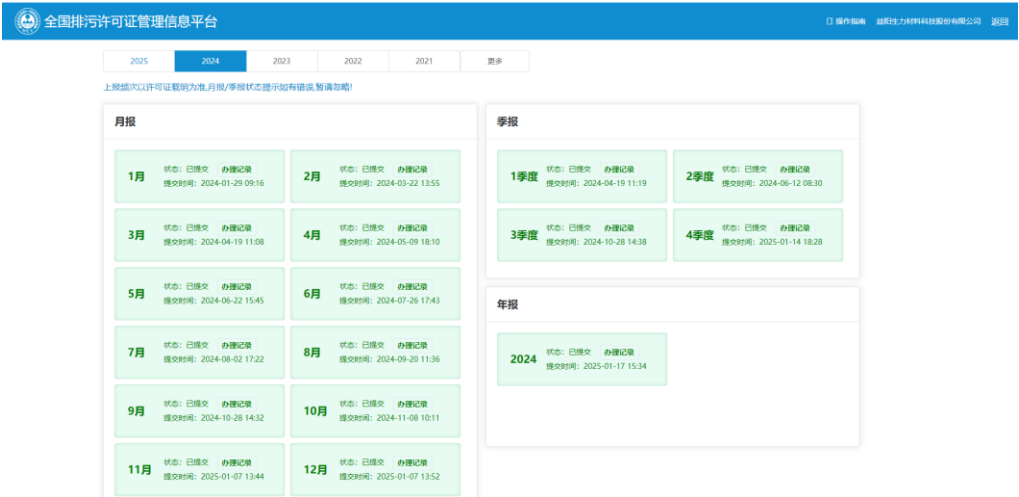 全国排污许可证管理信息平台
操作指南 益阳生力材料科技股份有限公司 返回
2025 2024 2023 2022 2021 更多
上报频次以许可证载明为准,月报/季报状态提示如有错误,暂请忽略!
月报
1月 状态：已提交 办理记录
提交时间：2024-01-29 09:16
2月 状态：已提交 办理记录
提交时间：2024-03-22 13:55
3月 状态：已提交 办理记录
提交时间：2024-04-19 11:08
4月 状态：已提交 办理记录
提交时间：2024-05-09 18:10
5月 状态：已提交 办理记录
提交时间：2024-06-22 15:45
6月 状态：已提交 办理记录
提交时间：2024-07-26 17:43
7月 状态：已提交 办理记录
提交时间：2024-08-02 17:22
8月 状态：已提交 办理记录
提交时间：2024-09-20 11:36
9月 状态：已提交 办理记录
提交时间：2024-10-28 14:32
10月 状态：已提交 办理记录
提交时间：2024-11-08 10:11
11月 状态：已提交 办理记录
提交时间：2025-01-07 13:44
12月 状态：已提交 办理记录
提交时间：2025-01-07 13:52
季报
1季度 状态：已提交 办理记录
提交时间：2024-04-19 11:19
2季度 状态：已提交 办理记录
提交时间：2024-06-12 08:30
3季度 状态：已提交 办理记录
提交时间：2024-10-28 14:38
4季度 状态：已提交 办理记录
提交时间：2025-01-14 18:28
年报
2024 状态：已提交 办理记录
提交时间：2025-01-17 15:34